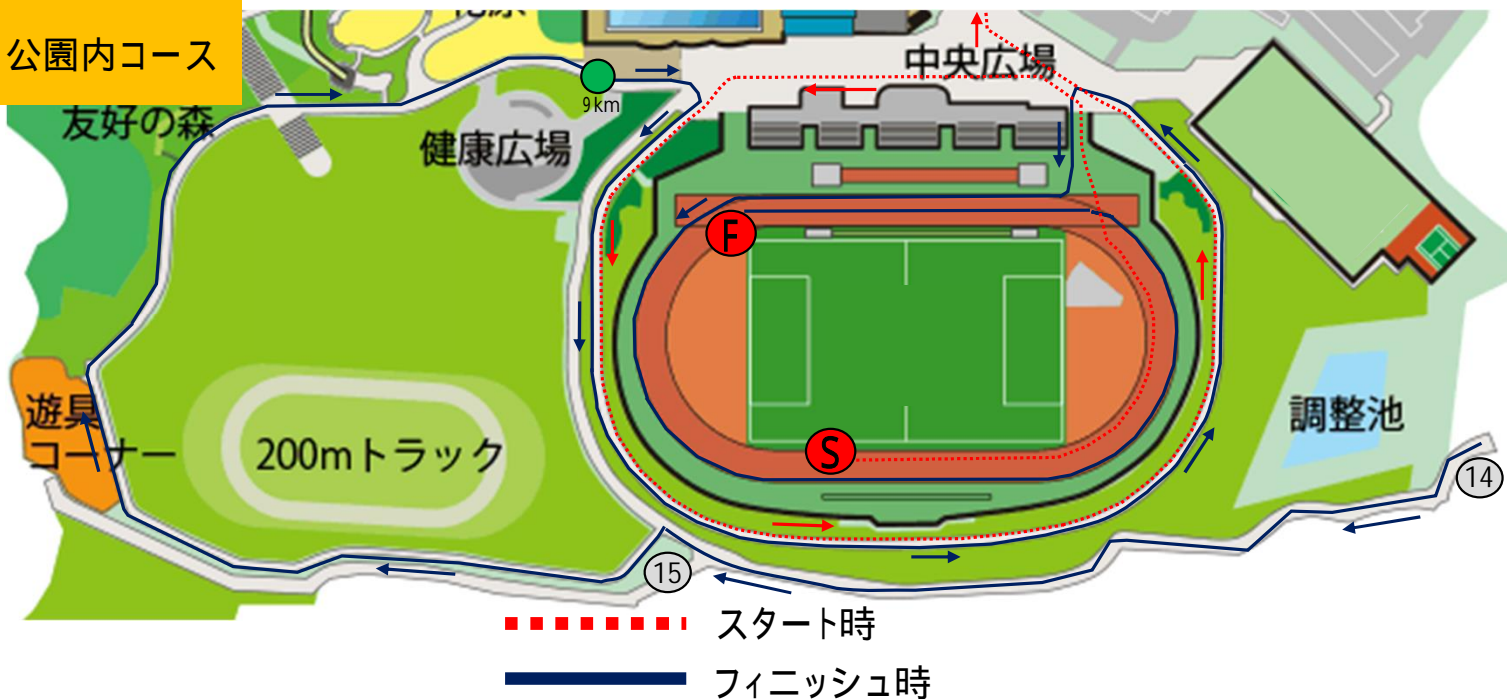 公園内コース
中央広場
9km
友好の森
健康広場
F
遊具
コーナー
200mトラック
S
調整池
14
15
スタート時
フィニッシュ時